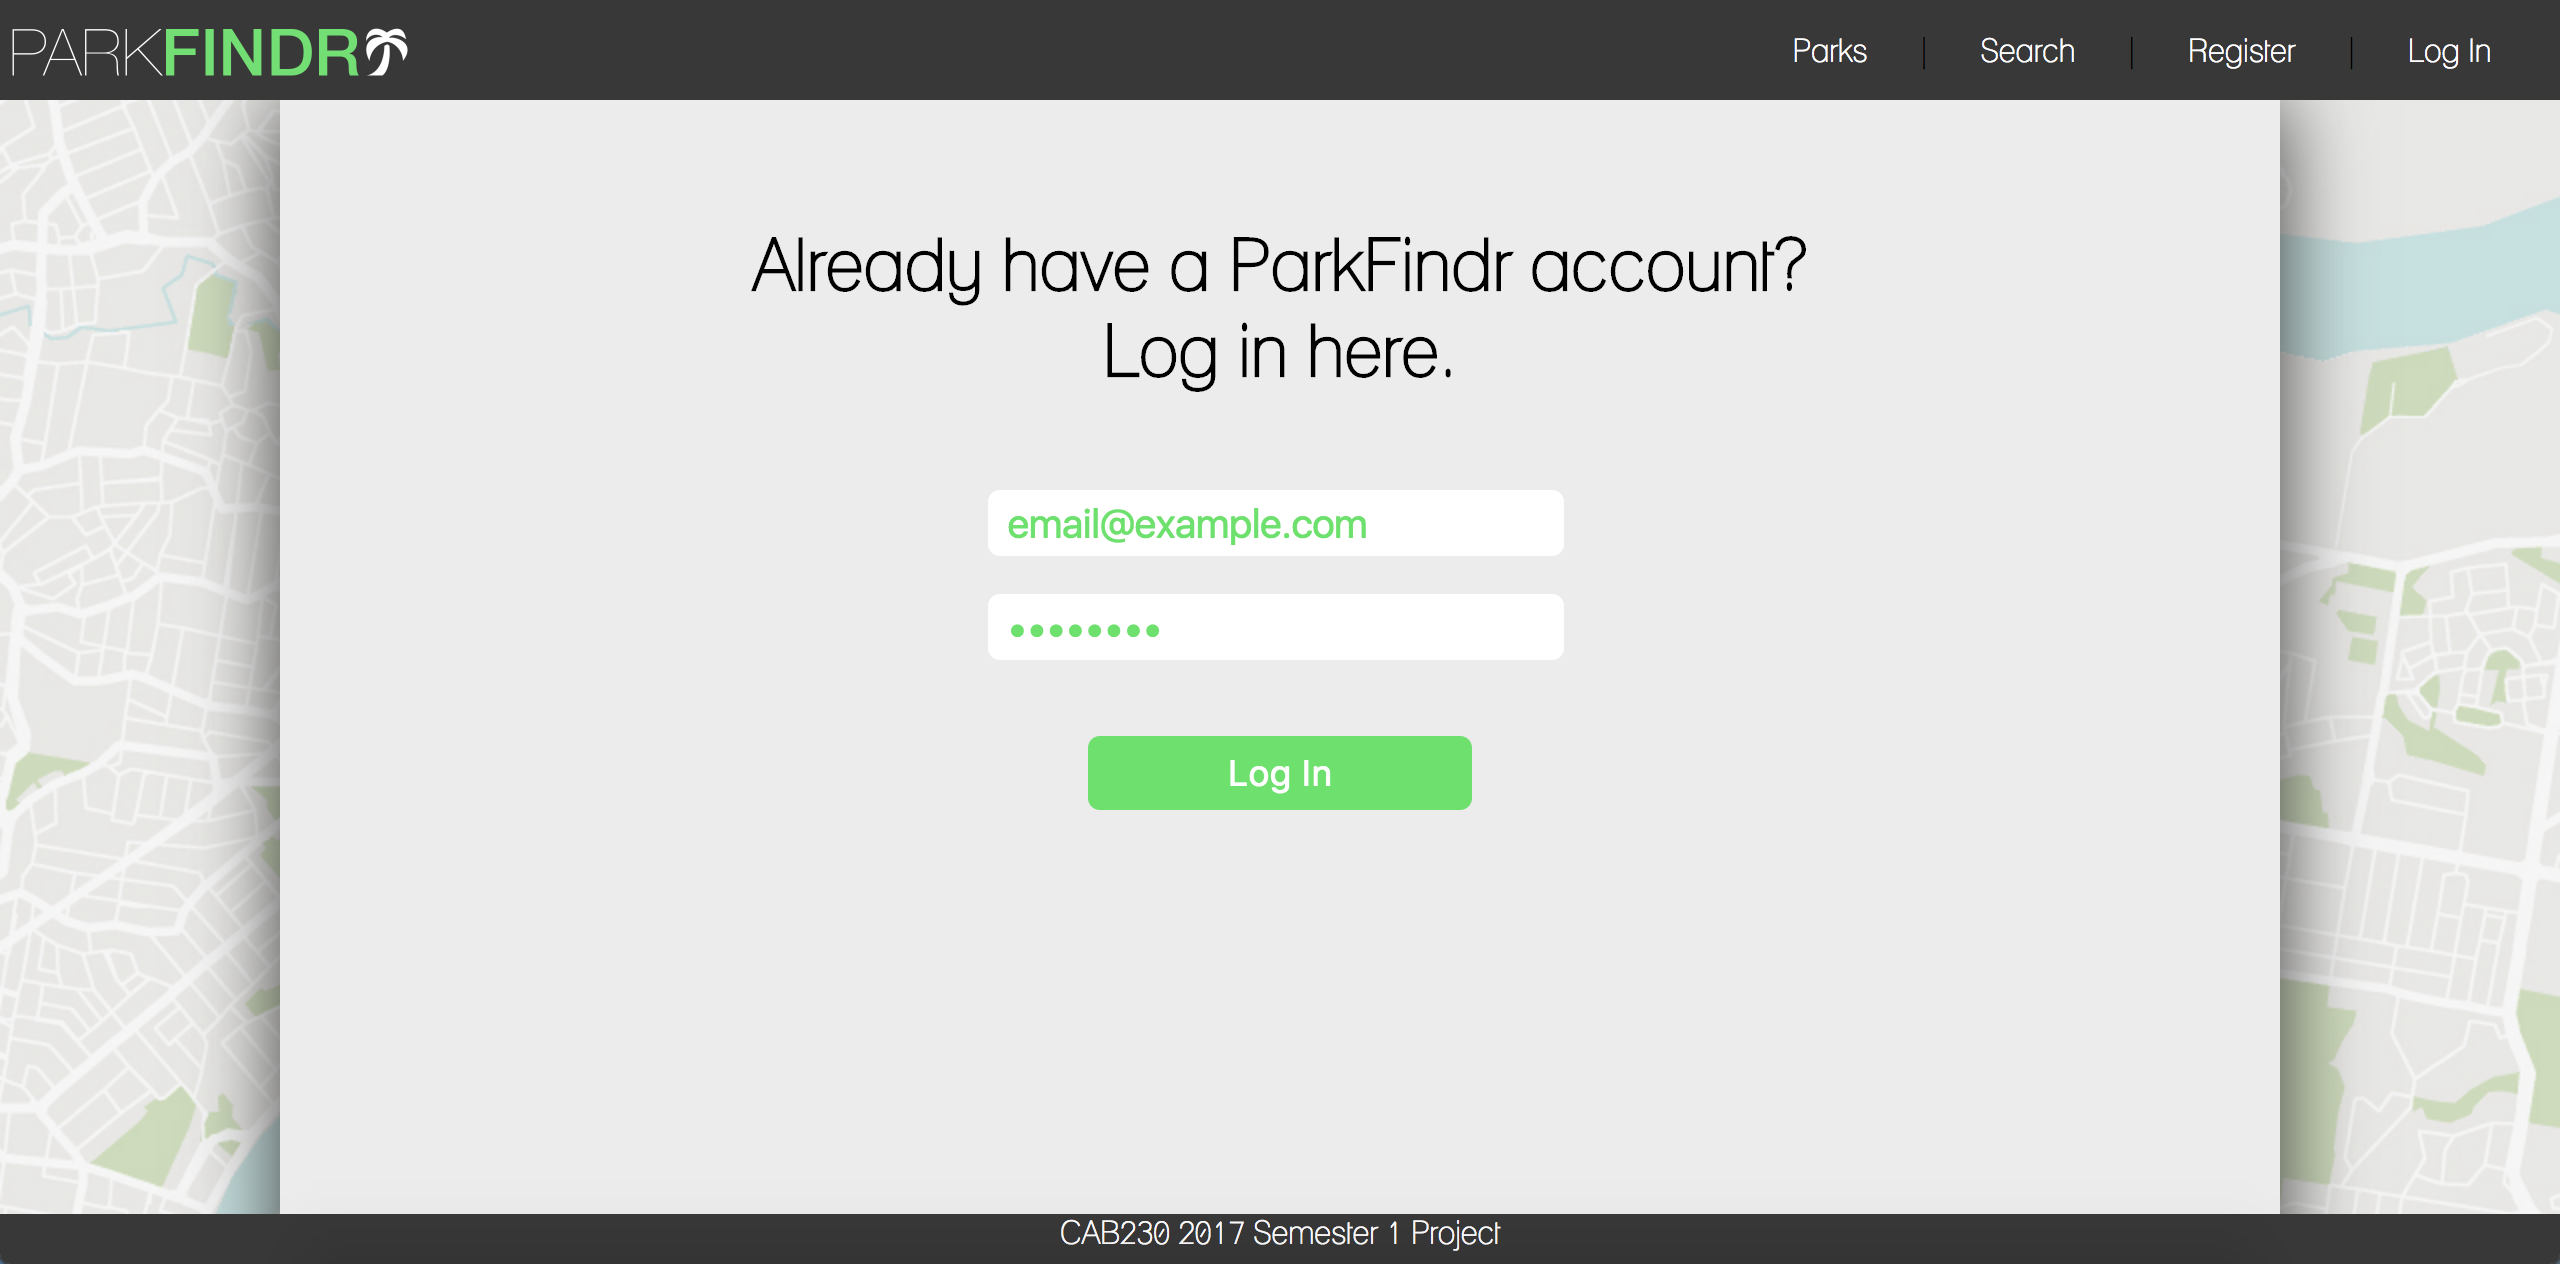 PARKFINDR
Parks | Search | Register | Log In
Already have a ParkFindr account?
Log in here.
email@example.com
••••••••
Log In
CAB230 2017 Semester 1 Project